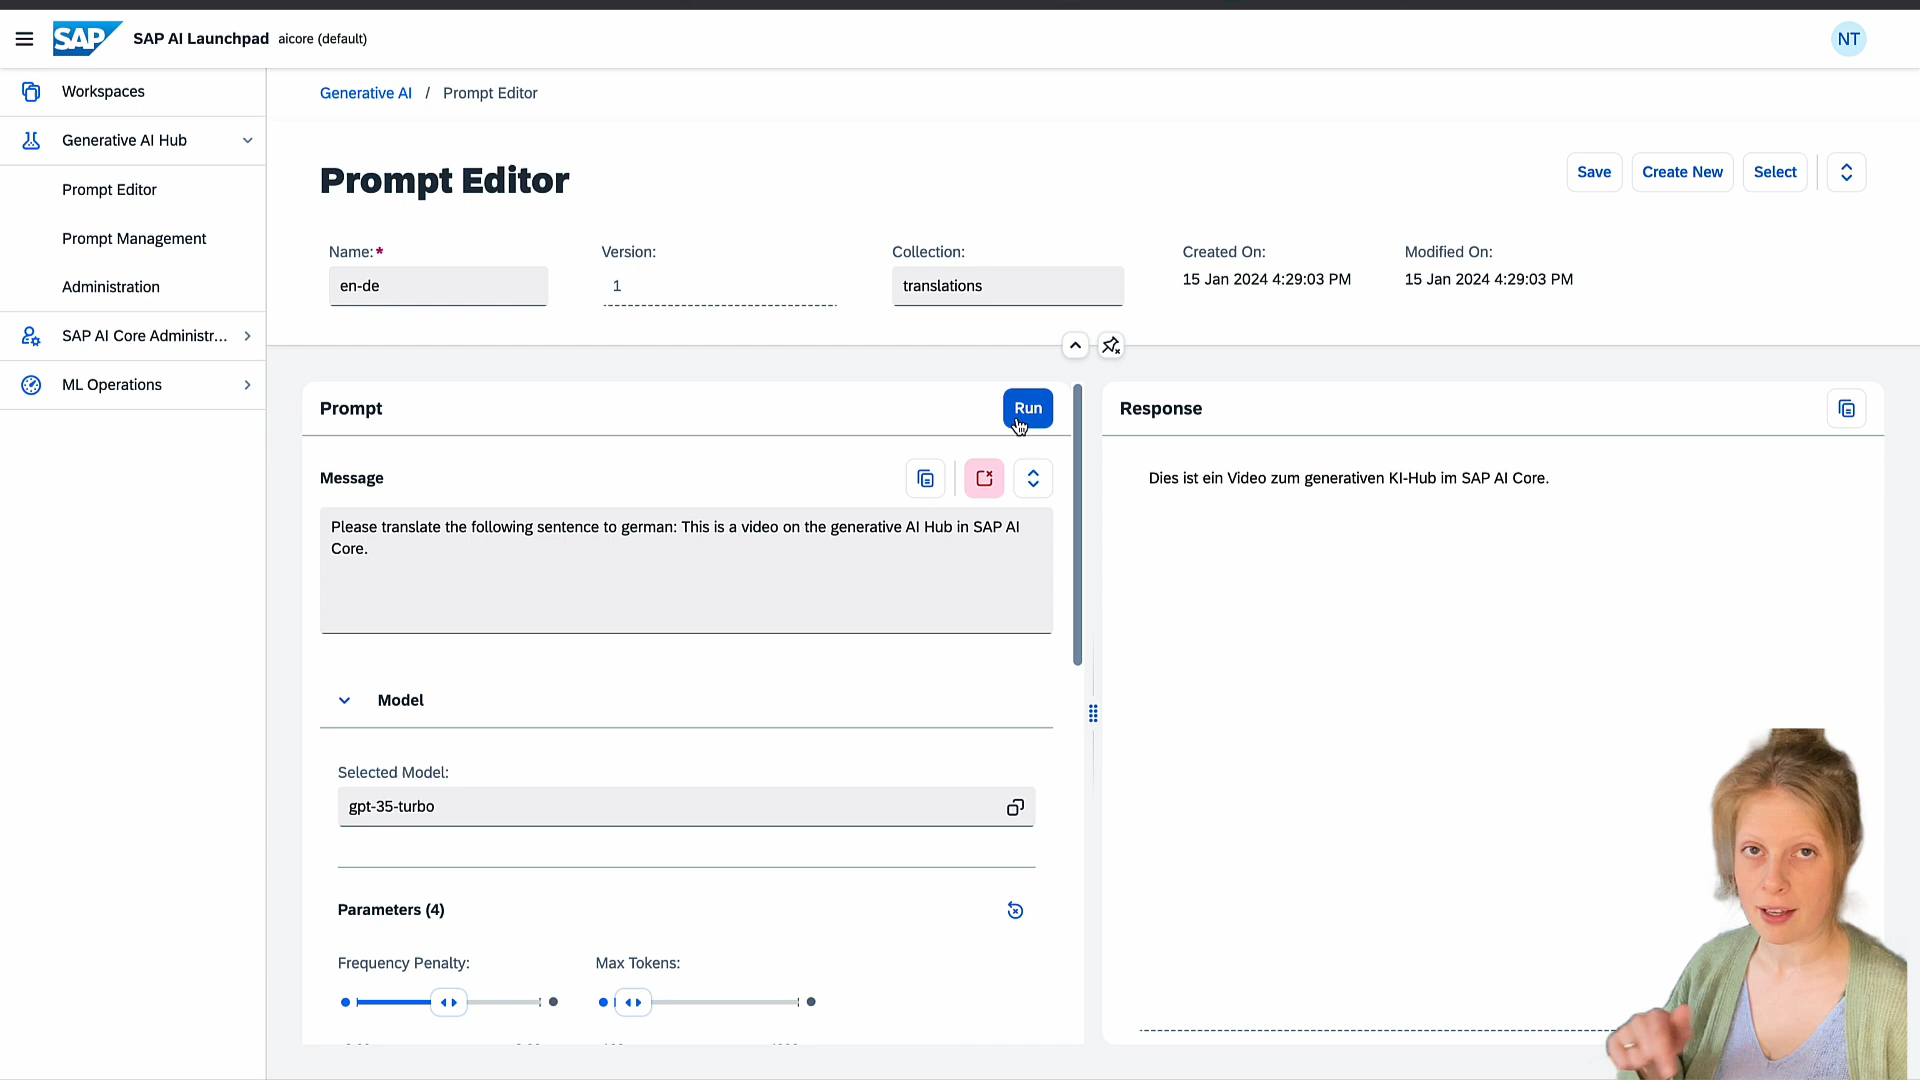 SAP SAP AI Launchpad aicore (default) NT
Workspaces
Generative AI Hub
Prompt Editor
Prompt Management
Administration
SAP AI Core Administr...
ML Operations
Generative AI / Prompt Editor
Prompt Editor
Save Create New Select
Name:* Version: Collection: Created On: Modified On:
en-de 1 translations 15 Jan 2024 4:29:03 PM 15 Jan 2024 4:29:03 PM
Prompt Run
Message
Please translate the following sentence to german: This is a video on the generative AI Hub in SAP AI
Core.
Model
Selected Model:
gpt-35-turbo
Parameters (4)
Frequency Penalty: Max Tokens:
Response
Dies ist ein Video zum generativen KI-Hub im SAP AI Core.